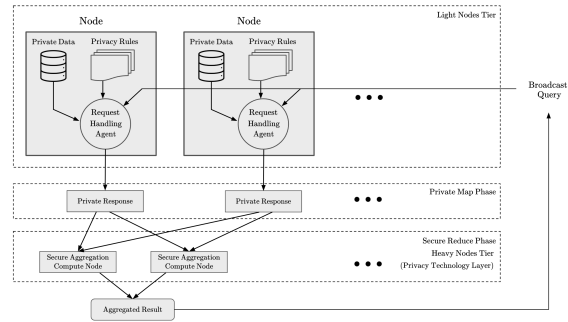 Light Nodes Tier
Node
Node
Private Data
Privacy Rules
Private Data
Privacy Rules
Broadcast
Query
Request
Handling
Agent
Request
Handling
Agent
Private Map Phase
Private Response
Private Response
Secure Reduce Phase
Heavy Nodes Tier
(Privacy Technology Layer)
Secure Aggregation
Compute Node
Secure Aggregation
Compute Node
Aggregated Result